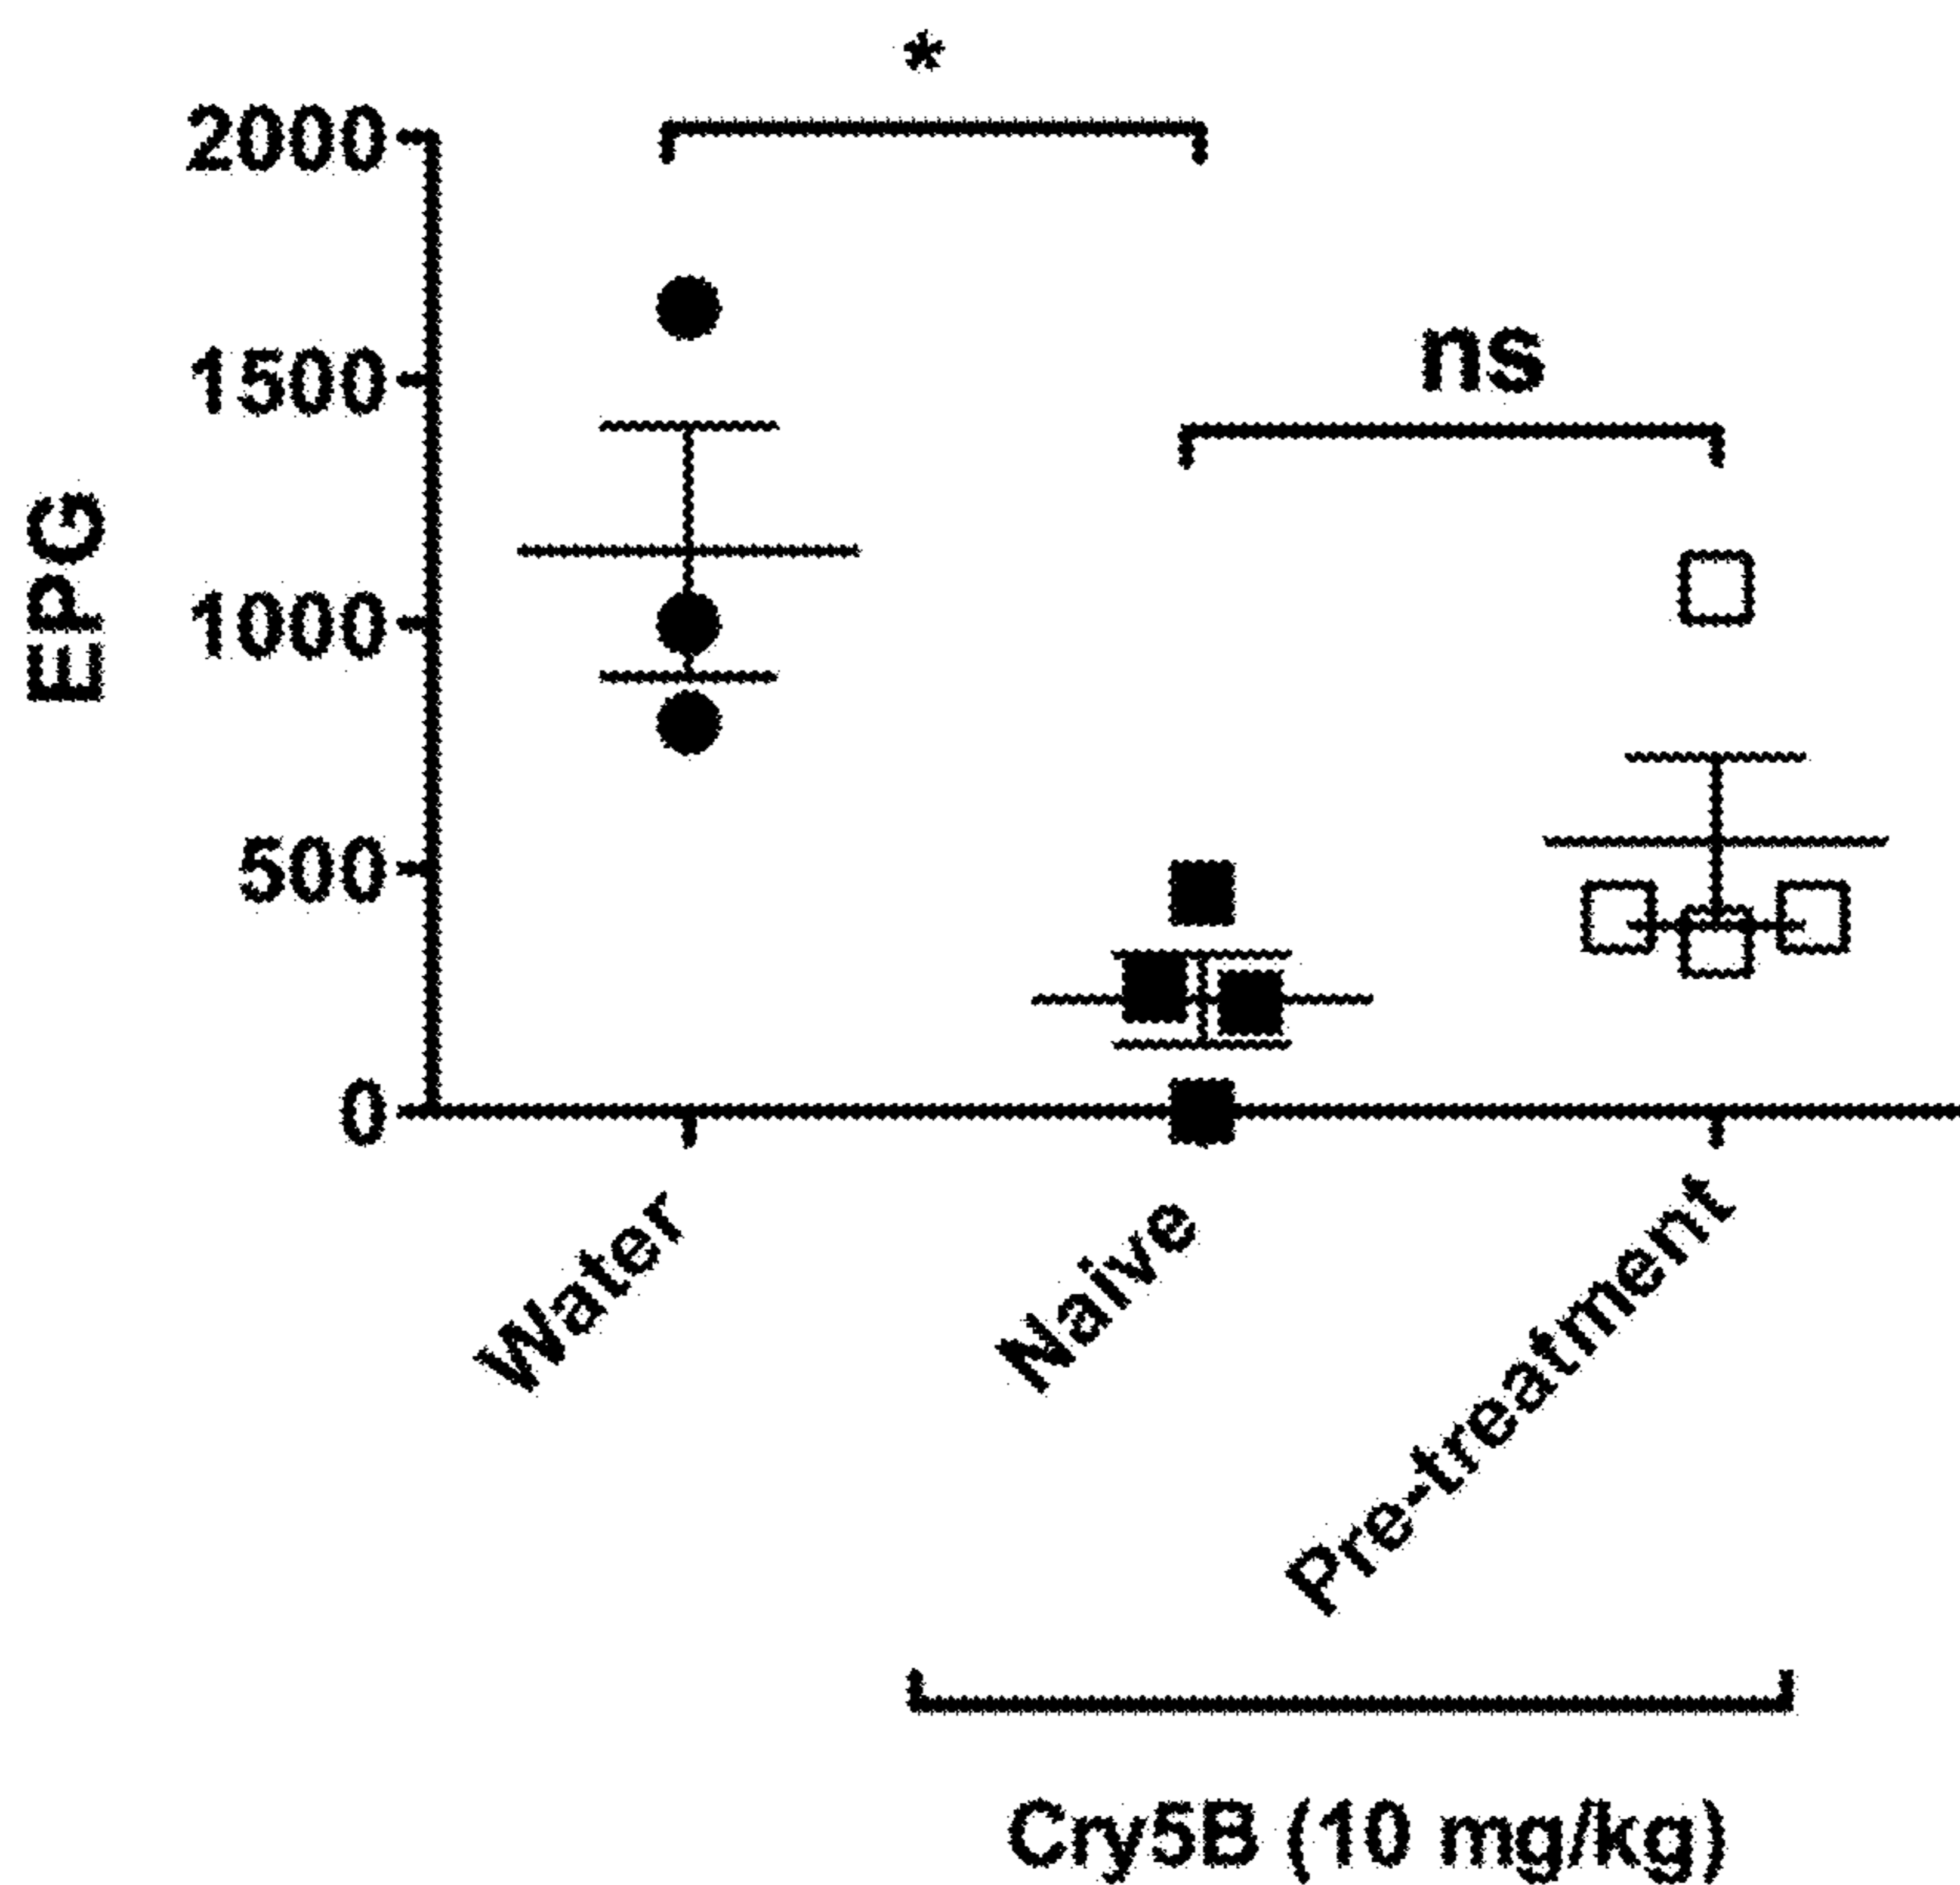 *
2000
1500
1000
500
0
EPG
ns
Water
Naive
Pre-treatment
Cry5B (10 mg/kg)